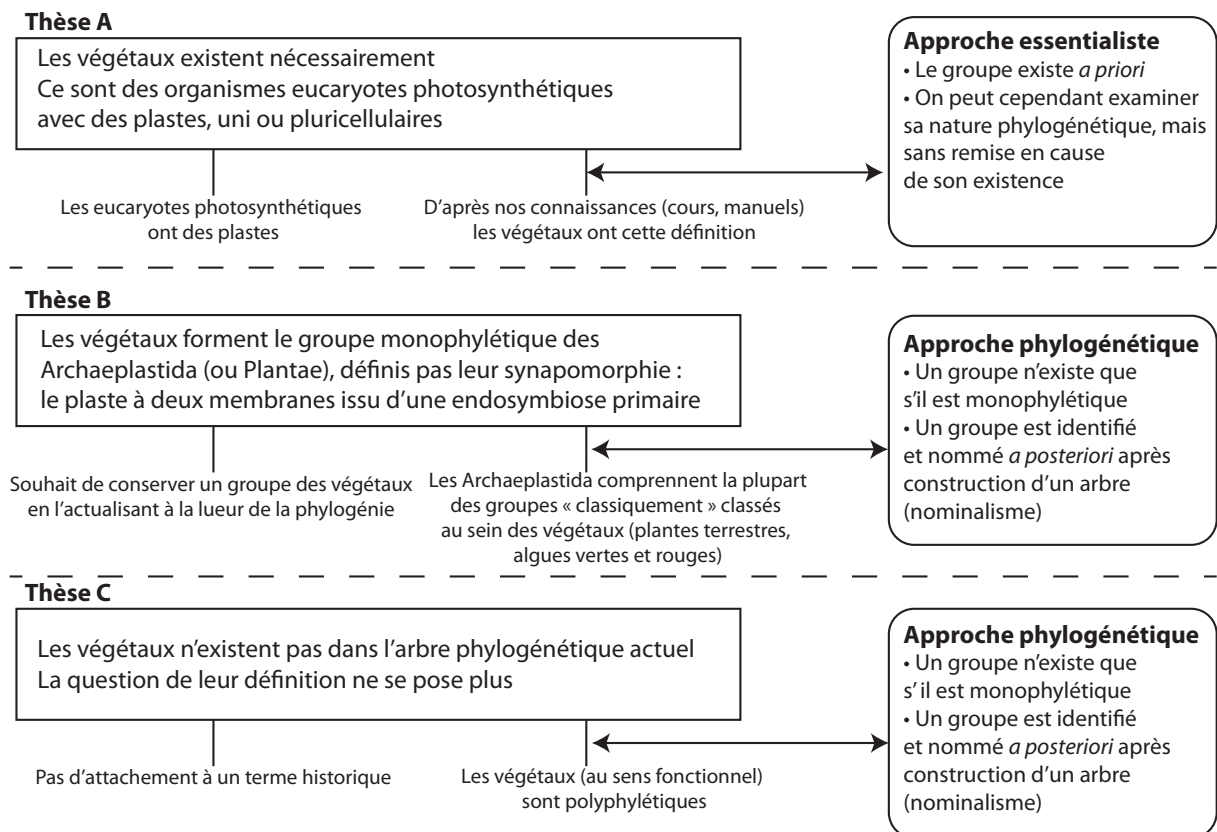 Thèse A
Les végétaux existent nécessairement
Ce sont des organismes eucaryotes photosynthétiques
avec des plastes, uni ou pluricellulaires
Les eucaryotes photosynthétiques
ont des plastes
D'après nos connaissances (cours, manuels)
les végétaux ont cette définition
Approche essentialiste
• Le groupe existe a priori
• On peut cependant examiner
sa nature phylogénétique, mais
sans remise en cause
de son existence
Thèse B
Les végétaux forment le groupe monophylétique des
Archaeplastida (ou Plantae), définis pas leur synapomorphie :
le plaste à deux membranes issu d'une endosymbiose primaire
Souhait de conserver un groupe des végétaux
en l'actualisant à la lueur de la phylogénie
Les Archaeplastida comprennent la plupart
des groupes « classiquement » classés
au sein des végétaux (plantes terrestres,
algues vertes et rouges)
Approche phylogénétique
• Un groupe n'existe que
s'il est monophylétique
• Un groupe est identifié
et nommé a posteriori après
construction d'un arbre
(nominalisme)
Thèse C
Les végétaux n'existent pas dans l'arbre phylogénétique actuel
La question de leur définition ne se pose plus
Pas d'attachement à un terme historique
Les végétaux (au sens fonctionnel)
sont polyphylétiques
Approche phylogénétique
• Un groupe n'existe que
s' il est monophylétique
• Un groupe est identifié
et nommé a posteriori après
construction d'un arbre
(nominalisme)